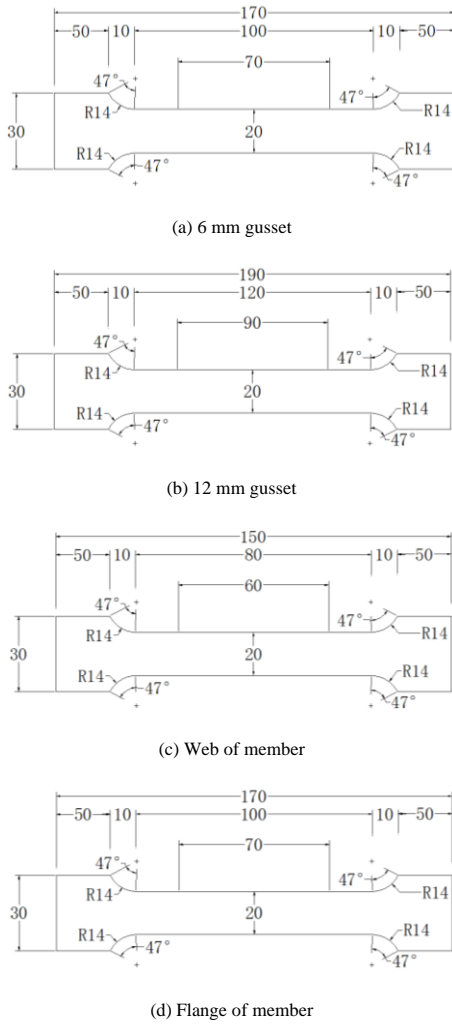 170
50 10 100 10 50
70
47° 47°
R14 R14
30 20
R14 R14
47° 47°
(a) 6 mm gusset
190
50 10 120 10 50
90
47° 47°
R14 R14
30 20
R14 R14
47° 47°
(b) 12 mm gusset
150
50 10 80 10 50
60
47° 47°
R14 R14
30 20
R14 R14
47° 47°
(c) Web of member
170
50 10 100 10 50
70
47° 47°
R14 R14
30 20
R14 R14
47° 47°
(d) Flange of member